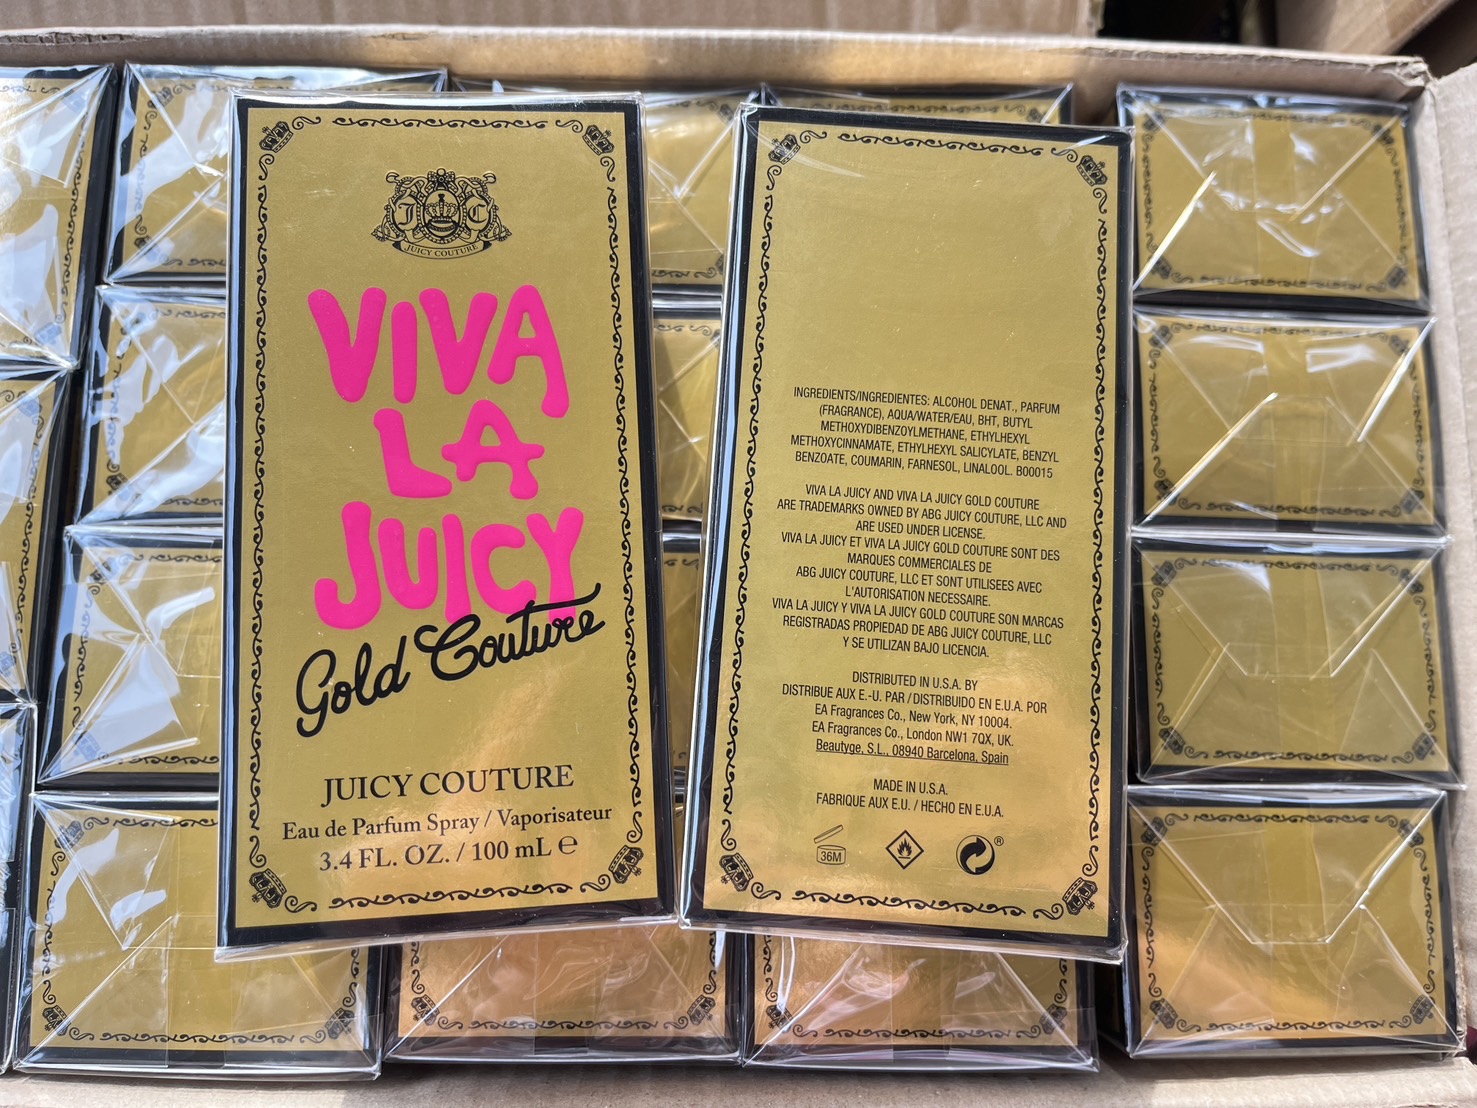 J C
JUICY COUTURE
VIVA
LA
JUICY
Gold Couture
JUICY COUTURE
Eau de Parfum Spray / Vaporisateur
3.4 FL. OZ. / 100 mL ℮
INGREDIENTS/INGREDIENTES: ALCOHOL DENAT., PARFUM
(FRAGRANCE), AQUA/WATER/EAU, BHT, BUTYL
METHOXYDIBENZOYLMETHANE, ETHYLHEXYL
METHOXYCINNAMATE, ETHYLHEXYL SALICYLATE, BENZYL
BENZOATE, COUMARIN, FARNESOL, LINALOOL. B00015
VIVA LA JUICY AND VIVA LA JUICY GOLD COUTURE
ARE TRADEMARKS OWNED BY ABG JUICY COUTURE, LLC AND
ARE USED UNDER LICENSE.
VIVA LA JUICY ET VIVA LA JUICY GOLD COUTURE SONT DES
MARQUES COMMERCIALES DE
ABG JUICY COUTURE, LLC ET SONT UTILISEES AVEC
L'AUTORISATION NECESSAIRE.
VIVA LA JUICY Y VIVA LA JUICY GOLD COUTURE SON MARCAS
REGISTRADAS PROPIEDAD DE ABG JUICY COUTURE, LLC
Y SE UTILIZAN BAJO LICENCIA.
DISTRIBUTED IN U.S.A. BY
DISTRIBUE AUX E.-U. PAR / DISTRIBUIDO EN E.U.A. POR
EA Fragrances Co., New York, NY 10004.
EA Fragrances Co., London NW1 7QX, UK.
Beautyge, S.L., 08940 Barcelona, Spain
MADE IN U.S.A.
FABRIQUE AUX E.U. / HECHO EN E.U.A.
36M ®